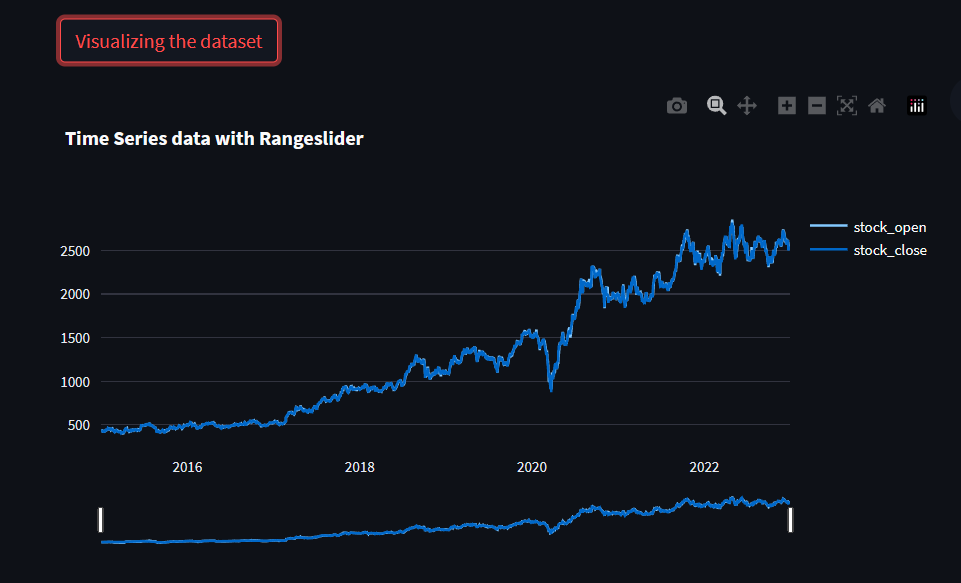 Visualizing the dataset
Time Series data with Rangeslider
stock_open
stock_close
2500
2000
1500
1000
500
2016 2018 2020 2022